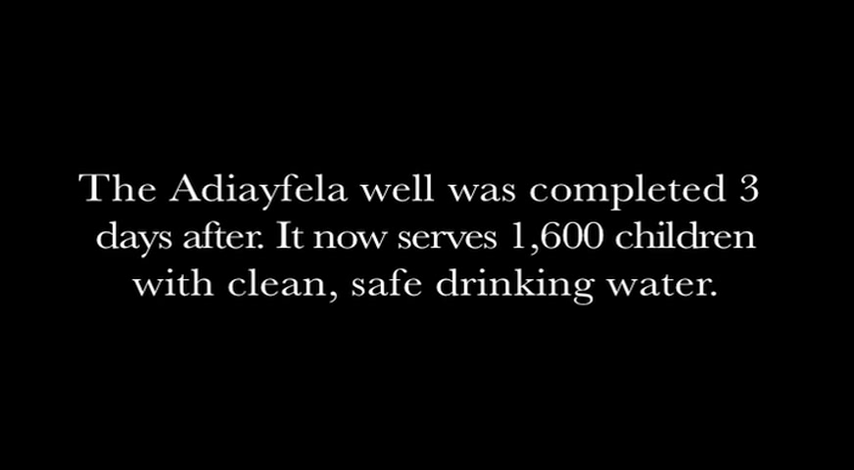 The Adiayfela well was completed 3
days after. It now serves 1,600 children
with clean, safe drinking water.